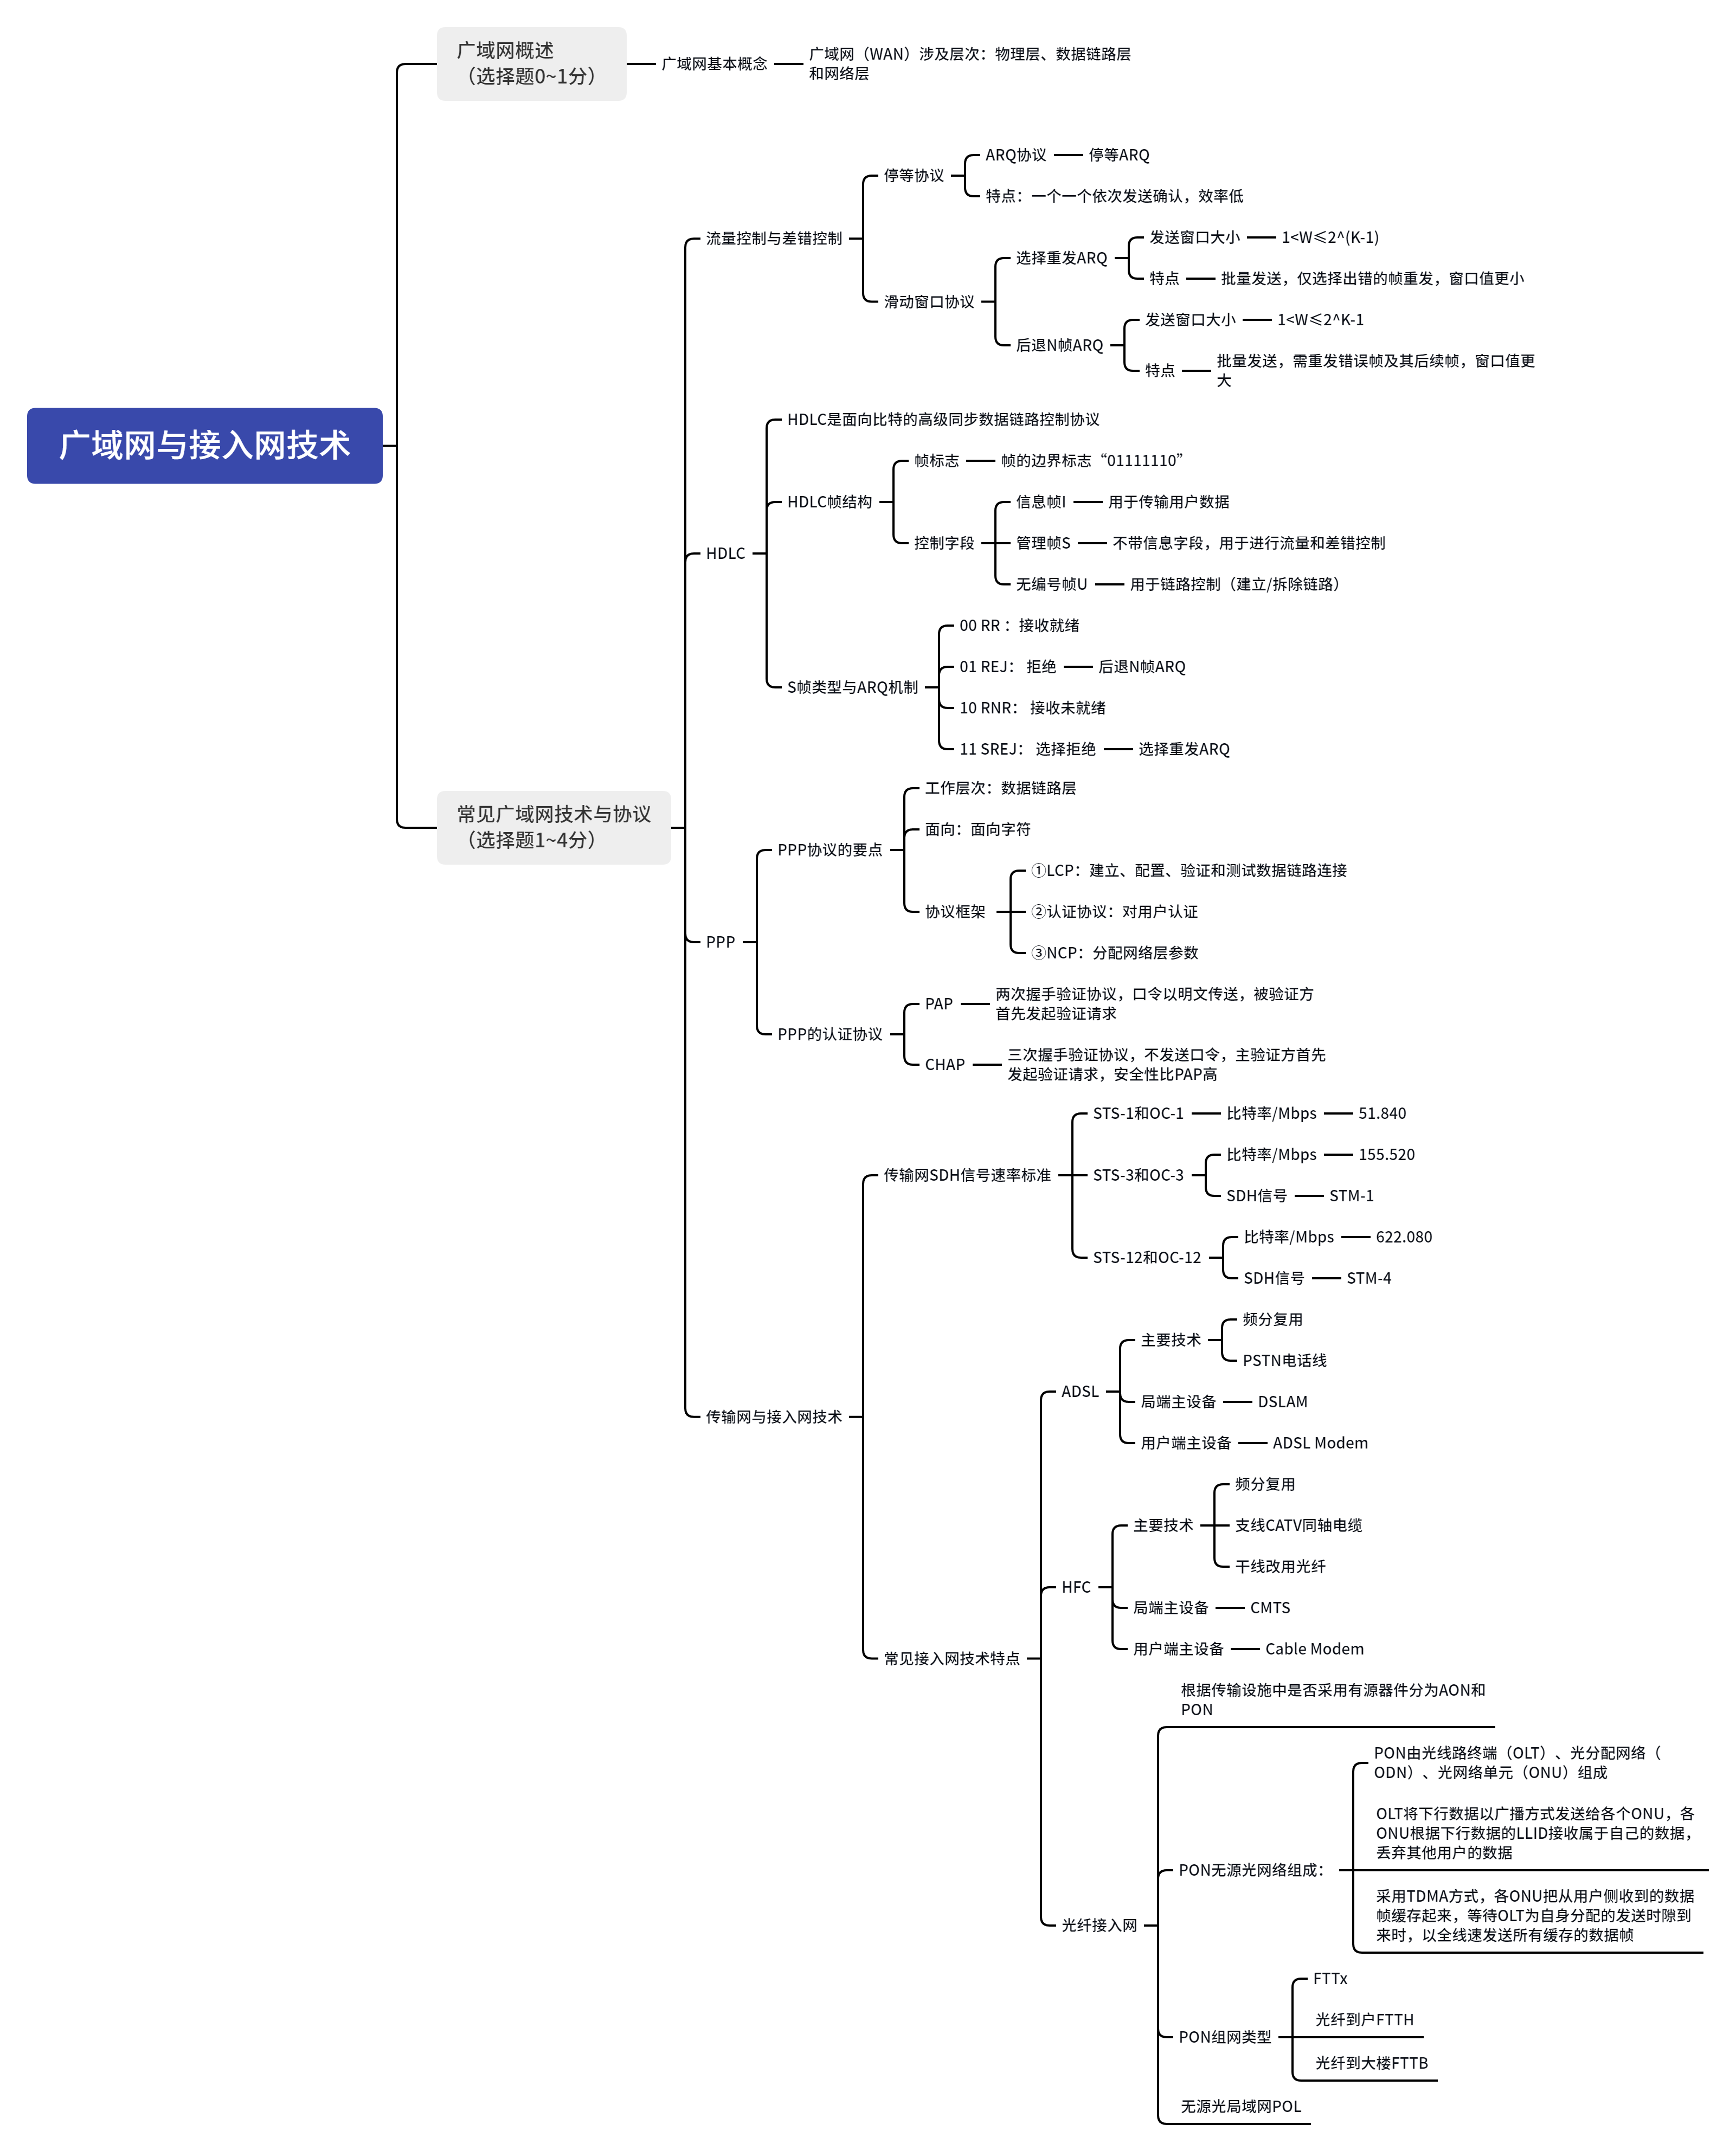 广域网与接入网技术
广域网概述
（选择题0~1分）
广域网基本概念
广域网（WAN）涉及层次：物理层、数据链路层
和网络层
常见广域网技术与协议
（选择题1~4分）
流量控制与差错控制
停等协议
ARQ协议
停等ARQ
特点：一个一个依次发送确认，效率低
滑动窗口协议
选择重发ARQ
发送窗口大小
1<W≤2^(K-1)
特点
批量发送，仅选择出错的帧重发，窗口值更小
后退N帧ARQ
发送窗口大小
1<W≤2^K-1
特点
批量发送，需重发错误帧及其后续帧，窗口值更
大
HDLC
HDLC是面向比特的高级同步数据链路控制协议
HDLC帧结构
帧标志
帧的边界标志“01111110”
控制字段
信息帧I
用于传输用户数据
管理帧S
不带信息字段，用于进行流量和差错控制
无编号帧U
用于链路控制（建立/拆除链路）
S帧类型与ARQ机制
00 RR ：接收就绪
01 REJ： 拒绝
后退N帧ARQ
10 RNR： 接收未就绪
11 SREJ： 选择拒绝
选择重发ARQ
PPP
PPP协议的要点
工作层次：数据链路层
面向：面向字符
协议框架
①LCP：建立、配置、验证和测试数据链路连接
②认证协议：对用户认证
③NCP：分配网络层参数
PPP的认证协议
PAP
两次握手验证协议，口令以明文传送，被验证方
首先发起验证请求
CHAP
三次握手验证协议，不发送口令，主验证方首先
发起验证请求，安全性比PAP高
传输网与接入网技术
传输网SDH信号速率标准
STS-1和OC-1
比特率/Mbps
51.840
STS-3和OC-3
比特率/Mbps
155.520
SDH信号
STM-1
STS-12和OC-12
比特率/Mbps
622.080
SDH信号
STM-4
常见接入网技术特点
ADSL
主要技术
频分复用
PSTN电话线
局端主设备
DSLAM
用户端主设备
ADSL Modem
HFC
主要技术
频分复用
支线CATV同轴电缆
干线改用光纤
局端主设备
CMTS
用户端主设备
Cable Modem
光纤接入网
根据传输设施中是否采用有源器件分为AON和
PON
PON无源光网络组成：
PON由光线路终端（OLT）、光分配网络（
ODN）、光网络单元（ONU）组成
OLT将下行数据以广播方式发送给各个ONU，各
ONU根据下行数据的LLID接收属于自己的数据，
丢弃其他用户的数据
采用TDMA方式，各ONU把从用户侧收到的数据
帧缓存起来，等待OLT为自身分配的发送时隙到
来时，以全线速发送所有缓存的数据帧
PON组网类型
FTTx
光纤到户FTTH
光纤到大楼FTTB
无源光局域网POL